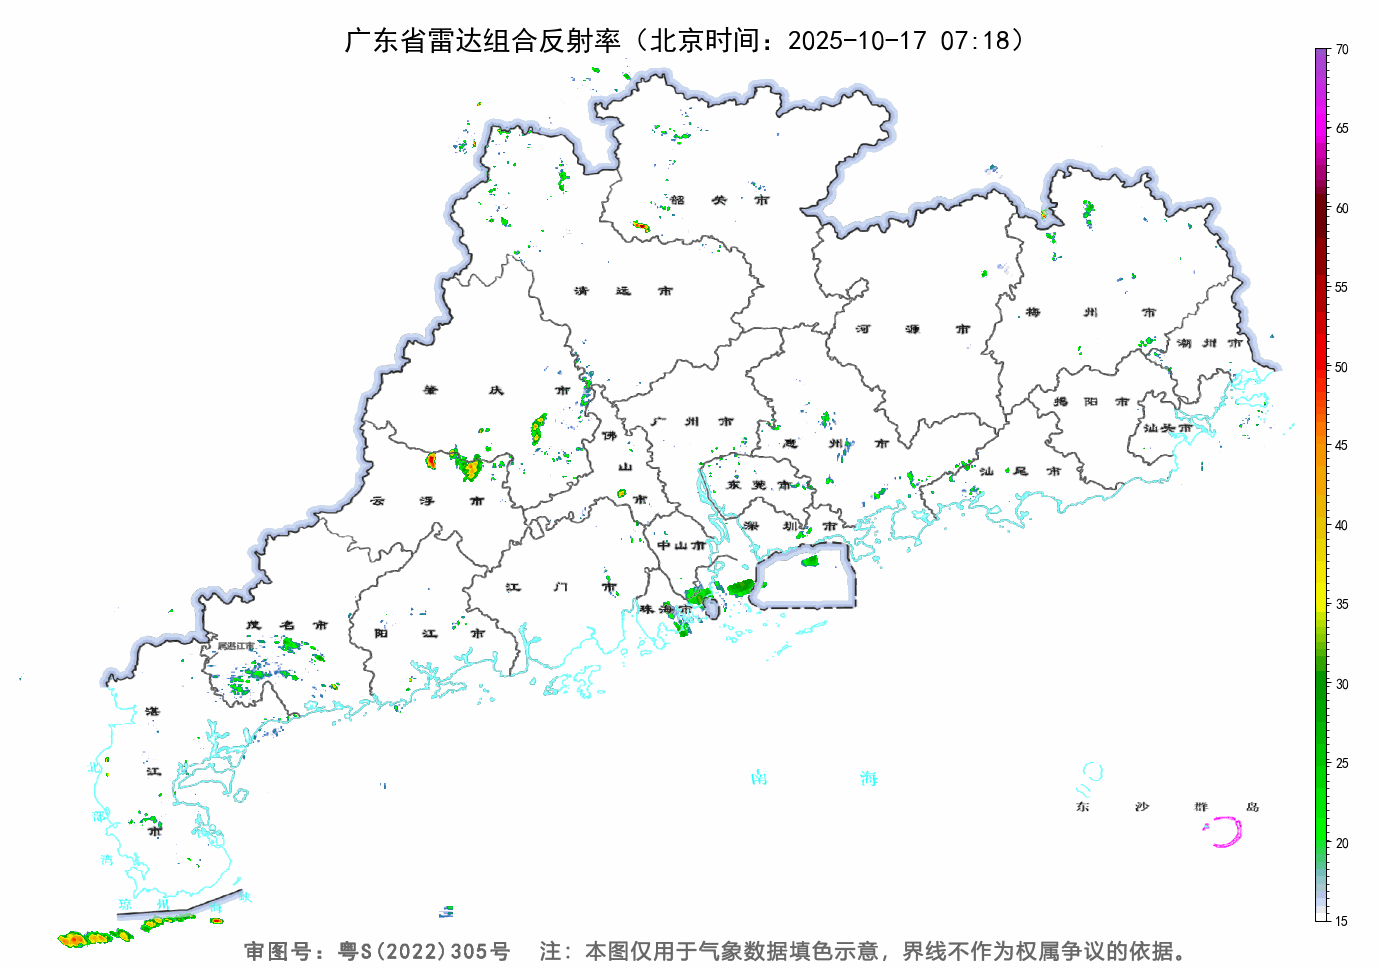 广东省雷达组合反射率（北京时间：2025-10-17 07:18）
70
65
60
55
50
45
40
35
30
25
20
15
韶关市
清远市
河源市
梅州市
潮州市
肇庆市
广州市
揭阳市
汕头市
佛山市
惠州市
汕尾市
云浮市
东莞市
深圳市
中山市
江门市
珠海市
茂名市
阳江市
属湛江市
湛江市
北部湾
琼州海峡
南海
东沙群岛
审图号：粤S(2022)305号 注：本图仅用于气象数据填色示意，界线不作为权属争议的依据。